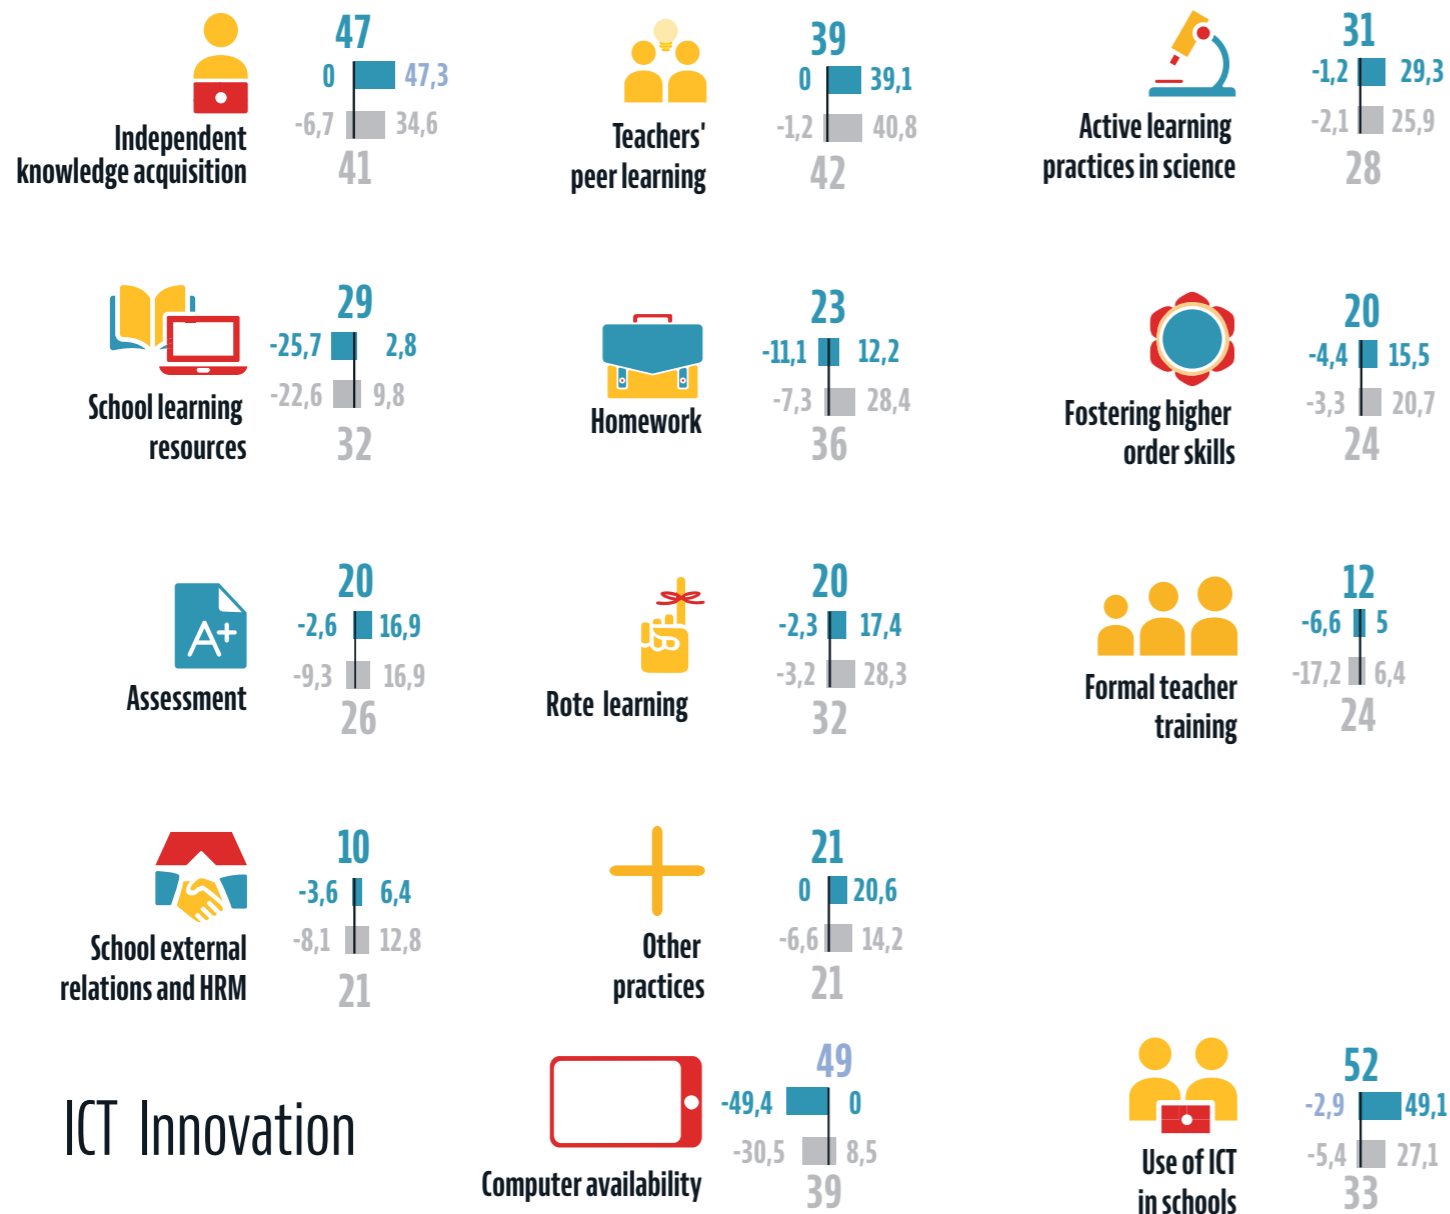 47
0 47,3
-6,7 34,6
41
Independent
knowledge acquisition
39
0 39,1
-1,2 40,8
42
Teachers'
peer learning
31
-1,2 29,3
-2,1 25,9
28
Active learning
practices in science
29
-25,7 2,8
-22,6 9,8
32
School learning
resources
23
-11,1 12,2
-7,3 28,4
36
Homework
20
-4,4 15,5
-3,3 20,7
24
Fostering higher
order skills
A+
20
-2,6 16,9
-9,3 16,9
26
Assessment
20
-2,3 17,4
-3,2 28,3
32
Rote learning
12
-6,6 5
-17,2 6,4
24
Formal teacher
training
10
-3,6 6,4
-8,1 12,8
21
School external
relations and HRM
21
0 20,6
-6,6 14,2
21
Other
practices
ICT Innovation
49
-49,4 0
-30,5 8,5
39
Computer availability
52
-2,9 49,1
-5,4 27,1
33
Use of ICT
in schools